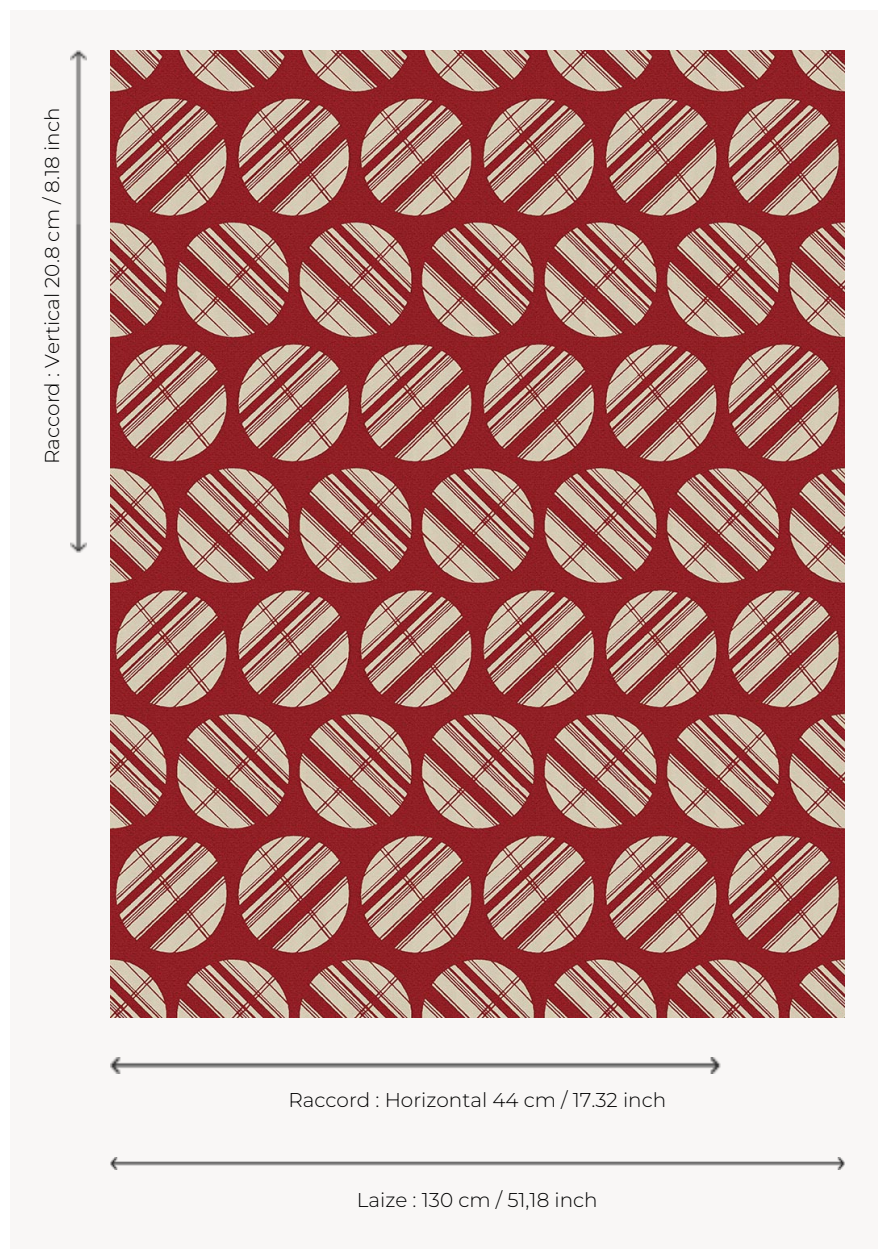 Raccord : Vertical 20.8 cm / 8.18 inch
Raccord : Horizontal 44 cm / 17.32 inch
Laize : 130 cm / 51,18 inch